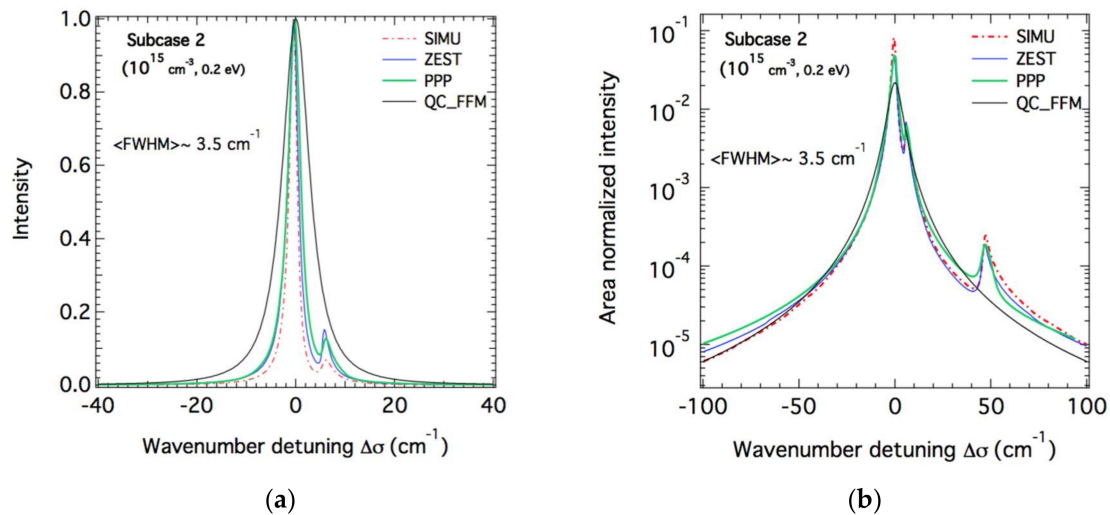 (a)
Subcase 2
(10¹⁵ cm⁻³, 0.2 eV)
<FWHM>~ 3.5 cm⁻¹
SIMU
ZEST
PPP
QC_FFM
Intensity
1.0
0.8
0.6
0.4
0.2
0.0
-40 -20 0 20 40
Wavenumber detuning Δσ (cm⁻¹)
(a)
(b)
Subcase 2
(10¹⁵ cm⁻³, 0.2 eV)
<FWHM>~ 3.5 cm⁻¹
SIMU
ZEST
PPP
QC_FFM
Area normalized intensity
10⁻¹
10⁻²
10⁻³
10⁻⁴
10⁻⁵
-100 -50 0 50 100
Wavenumber detuning Δσ (cm⁻¹)
(b)